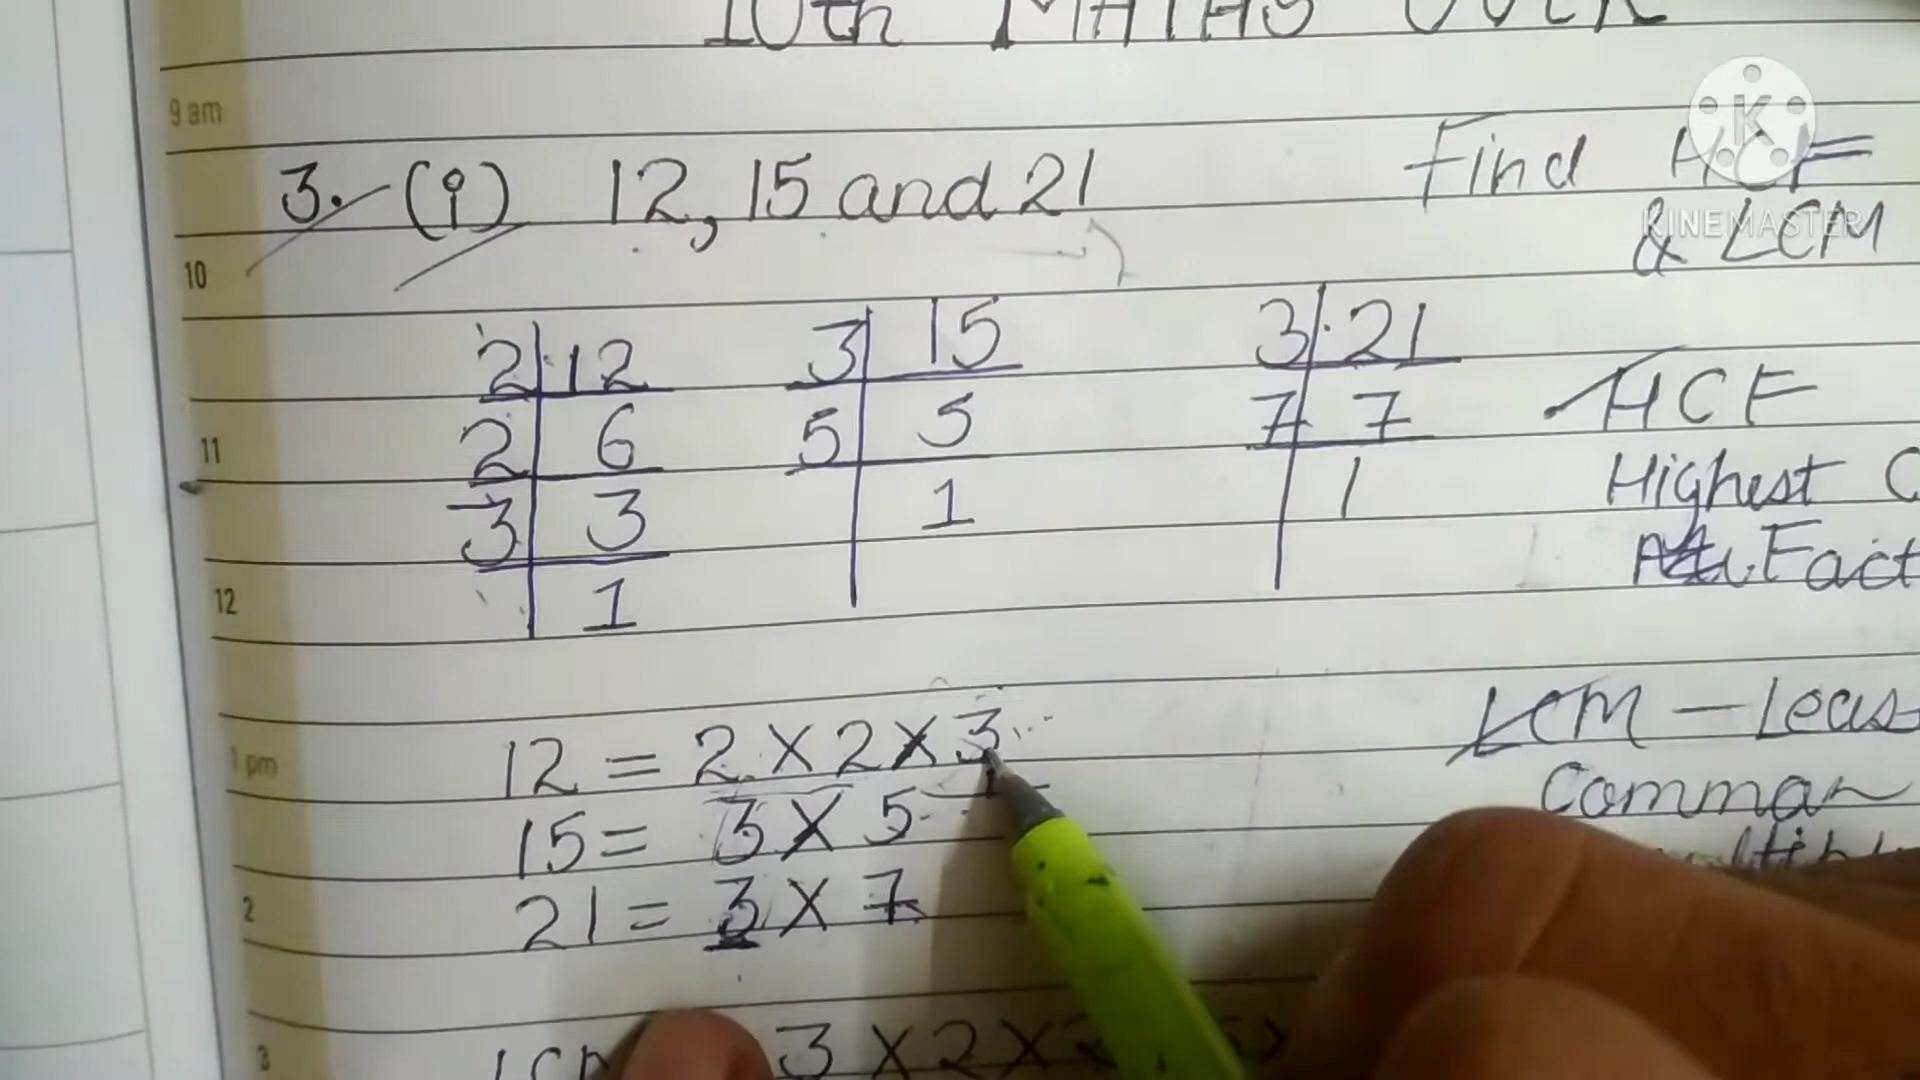 10th MATHS
9 am
3. (i) 12, 15 and 21 Find HCF
& LCM
KINEMASTER
10
2 12 3 15 3 21
2 6 5 5 7 7 HCF
11
3 3 1 1 Highest
Fact
12
1
12 = 2 X 2 X 3 LCM - Leas
1 pm
15 = 3 X 5 Comman
21 = 3 X 7
2
3 X 2 X
3